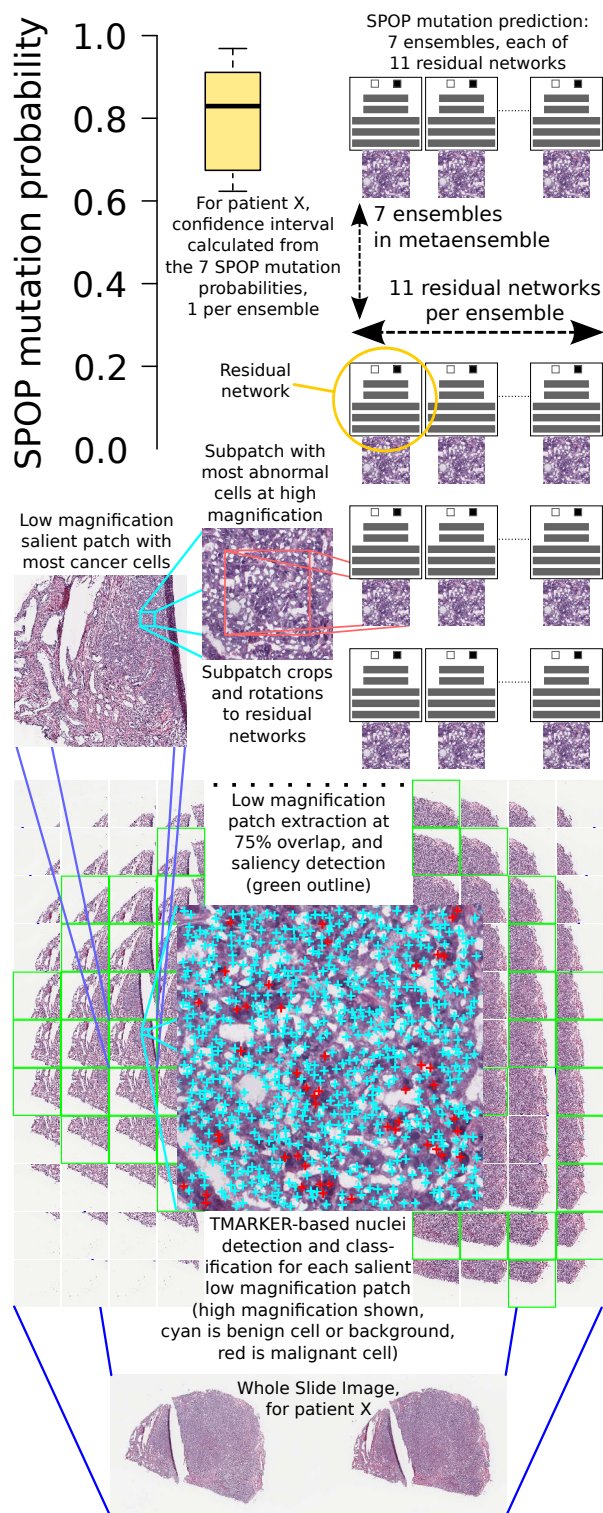 SPOP mutation probability
1.0
0.8
0.6
0.4
0.2
0.0
SPOP mutation prediction:
7 ensembles, each of
11 residual networks
For patient X,
confidence interval
calculated from
the 7 SPOP mutation
probabilities,
1 per ensemble
7 ensembles
in metaensemble
11 residual networks
per ensemble
Residual
network
Subpatch with
most abnormal
cells at high
magnification
Low magnification
salient patch with
most cancer cells
Subpatch crops
and rotations
to residual
networks
Low magnification
patch extraction at
75% overlap, and
saliency detection
(green outline)
TMARKER-based nuclei
detection and class-
ification for each salient
low magnification patch
(high magnification shown,
cyan is benign cell or background,
red is malignant cell)
Whole Slide Image,
for patient X